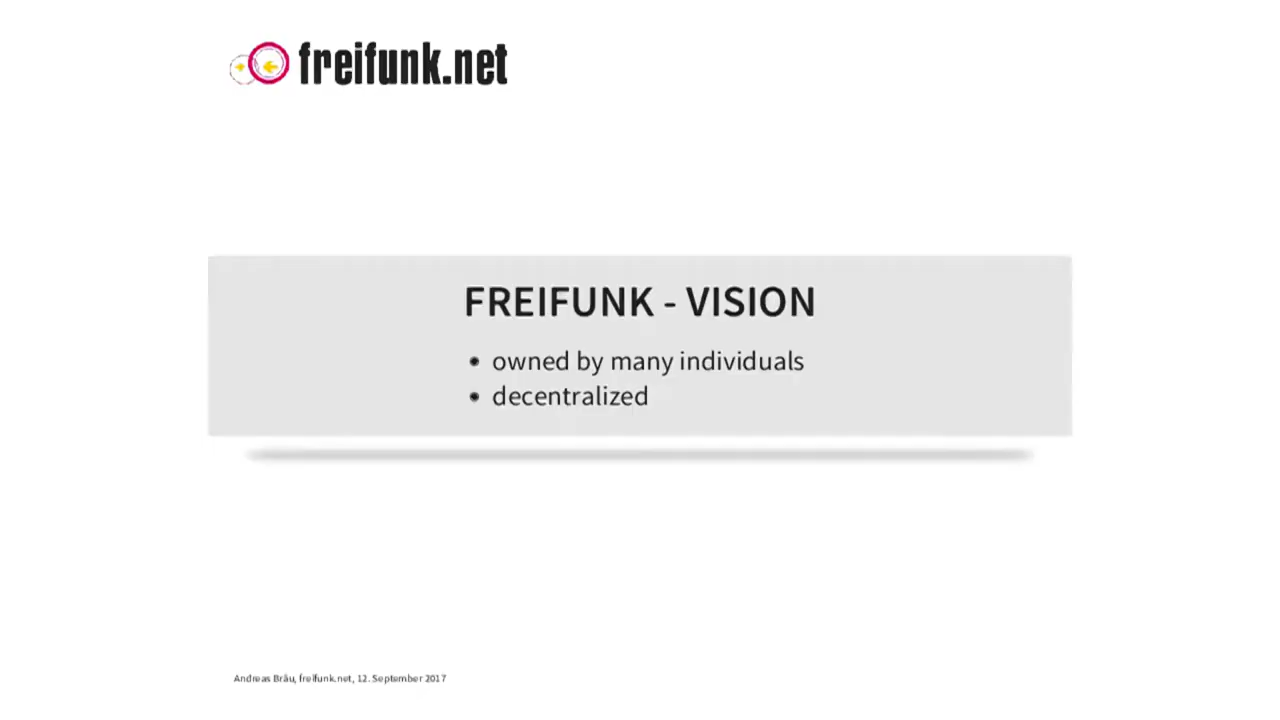 freifunk.net
FREIFUNK - VISION
• owned by many individuals
• decentralized
Andreas Bräu, freifunk.net, 12. September 2017